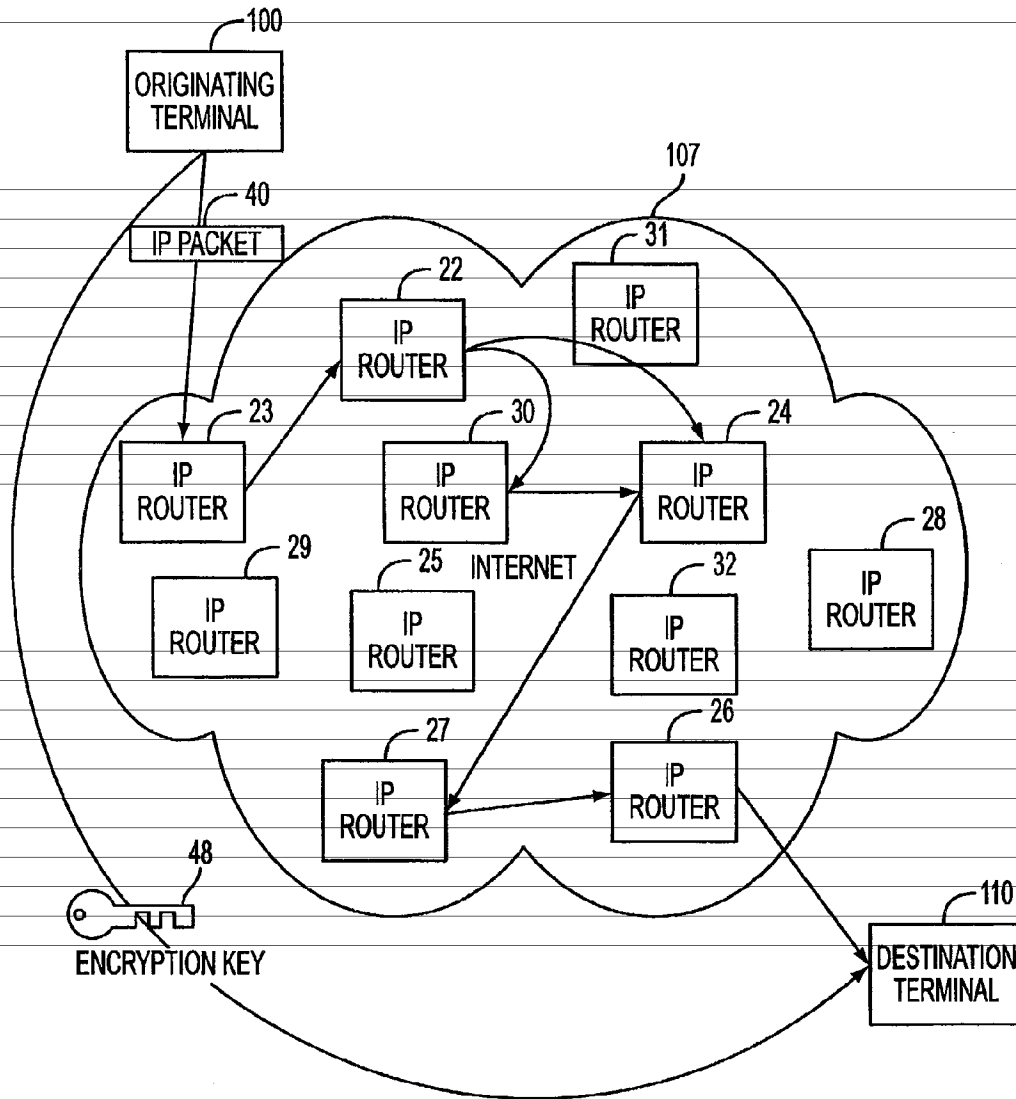 100
ORIGINATING
TERMINAL
40
IP PACKET
107
31
IP
ROUTER
22
IP
ROUTER
23
IP
ROUTER
30
IP
ROUTER
24
IP
ROUTER
29
IP
ROUTER
25
IP
ROUTER
INTERNET
32
IP
ROUTER
28
IP
ROUTER
27
IP
ROUTER
26
IP
ROUTER
48
ENCRYPTION KEY
110
DESTINATION
TERMINAL